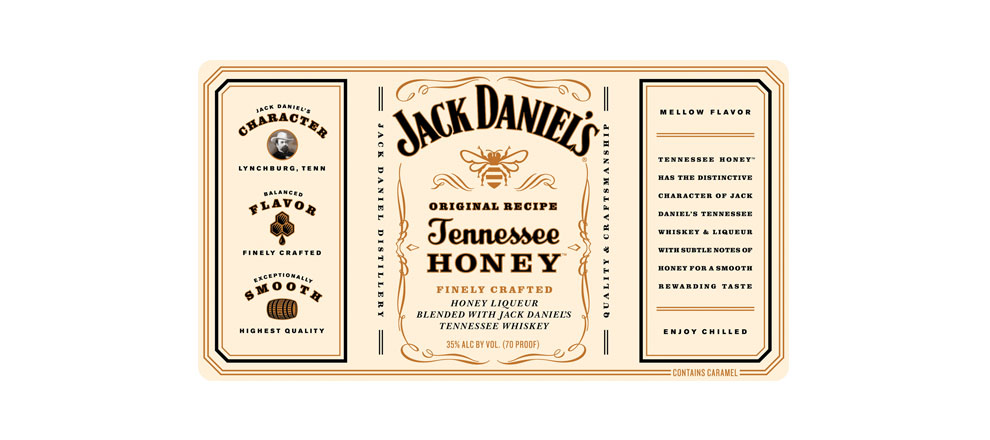 JACK DANIEL'S
CHARACTER
LYNCHBURG, TENN
BALANCED
FLAVOR
FINELY CRAFTED
EXCEPTIONALLY
SMOOTH
HIGHEST QUALITY
JACK DANIEL DISTILLERY
JACK DANIEL'S®
ORIGINAL RECIPE
Tennessee
HONEY™
FINELY CRAFTED
HONEY LIQUEUR
BLENDED WITH JACK DANIEL'S
TENNESSEE WHISKEY
35% ALC BY VOL. (70 PROOF)
QUALITY & CRAFTSMANSHIP
MELLOW FLAVOR
TENNESSEE HONEY™
HAS THE DISTINCTIVE
CHARACTER OF JACK
DANIEL'S TENNESSEE
WHISKEY & LIQUEUR
WITH SUBTLE NOTES OF
HONEY FOR A SMOOTH
REWARDING TASTE
ENJOY CHILLED
CONTAINS CARAMEL